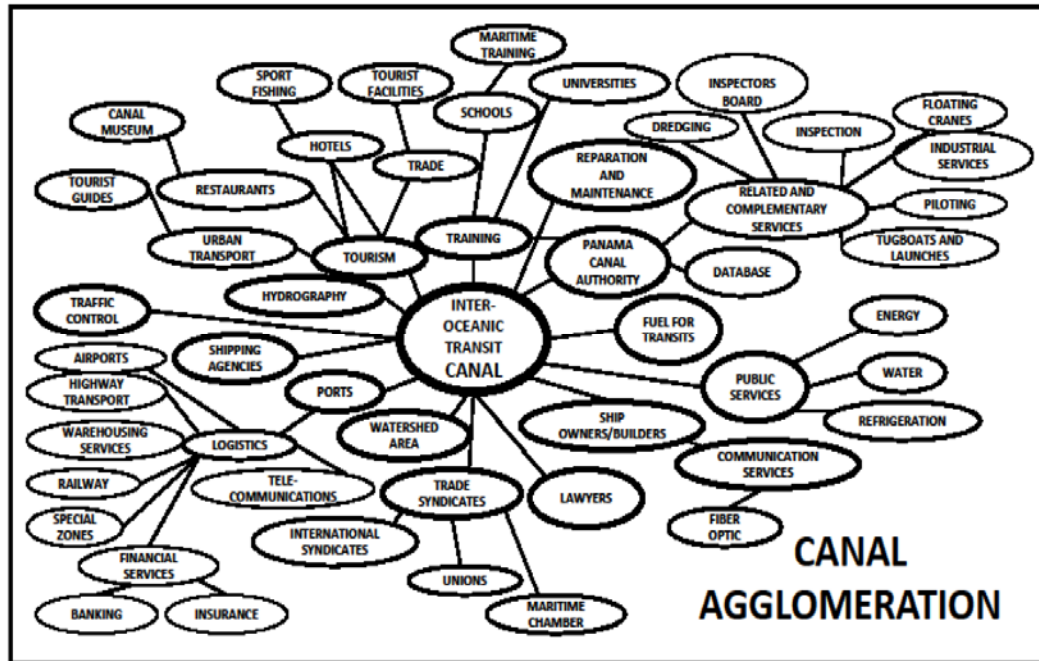 MARITIME
TRAINING
SPORT
FISHING
TOURIST
FACILITIES
UNIVERSITIES
INSPECTORS
BOARD
CANAL
MUSEUM
SCHOOLS
DREDGING
INSPECTION
FLOATING
CRANES
HOTELS
TRADE
REPARATION
AND
MAINTENANCE
INDUSTRIAL
SERVICES
TOURIST
GUIDES
RESTAURANTS
RELATED AND
COMPLEMENTARY
SERVICES
PILOTING
URBAN
TRANSPORT
TOURISM
TRAINING
PANAMA
CANAL
AUTHORITY
DATABASE
TUGBOATS AND
LAUNCHES
HYDROGRAPHY
TRAFFIC
CONTROL
INTER-
OCEANIC
TRANSIT
CANAL
FUEL FOR
TRANSITS
ENERGY
SHIPPING
AGENCIES
AIRPORTS
HIGHWAY
TRANSPORT
PORTS
PUBLIC
SERVICES
WATER
WATERSHED
AREA
SHIP
OWNERS/BUILDERS
REFRIGERATION
WAREHOUSING
SERVICES
LOGISTICS
COMMUNICATION
SERVICES
RAILWAY
TELE-
COMMUNICATIONS
TRADE
SYNDICATES
LAWYERS
SPECIAL
ZONES
INTERNATIONAL
SYNDICATES
FIBER
OPTIC
FINANCIAL
SERVICES
UNIONS
BANKING
INSURANCE
MARITIME
CHAMBER
CANAL
AGGLOMERATION